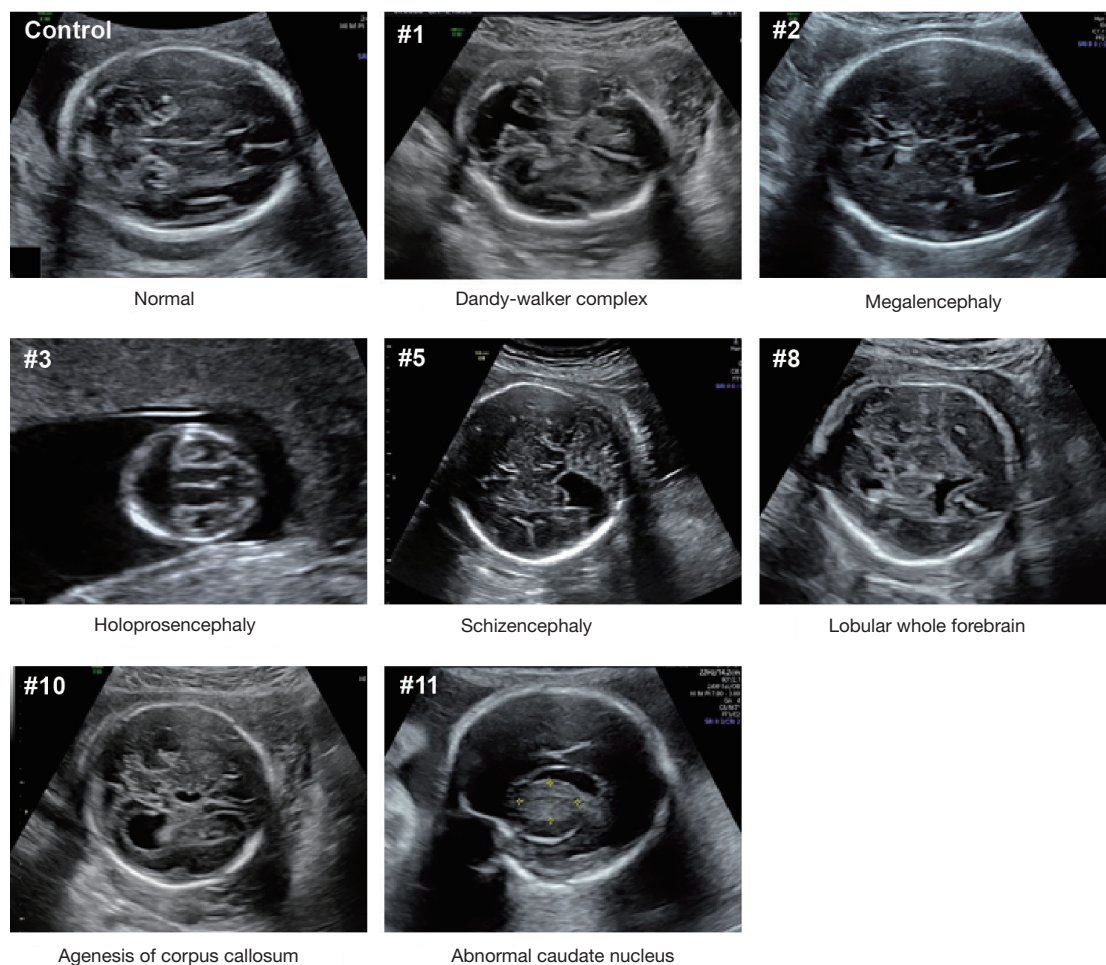 Control
#1
#2
Normal
Dandy-walker complex
Megalencephaly
#3
#5
#8
Holoprosencephaly
Schizencephaly
Lobular whole forebrain
#10
#11
Agenesis of corpus callosum
Abnormal caudate nucleus